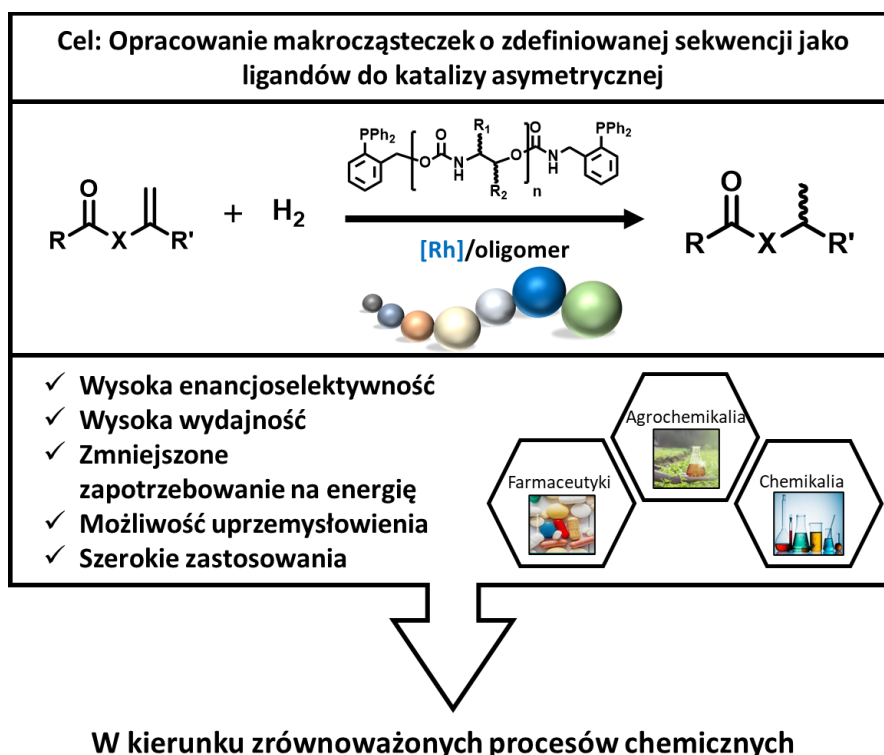 Cel: Opracowanie makrocząsteczek o zdefiniowanej sekwencji jako
ligandów do katalizy asymetrycznej
PPh2
O
N
H
R1
R2
O
n
O
N
H
PPh2
O
R
X
R'
+ H2
[Rh]/oligomer
O
R
X
R'
✓ Wysoka enancjoselektywność
✓ Wysoka wydajność
✓ Zmniejszone
zapotrzebowanie na energię
✓ Możliwość uprzemysłowienia
✓ Szerokie zastosowania
Farmaceutyki
Agrochemikalia
Chemikalia
W kierunku zrównoważonych procesów chemicznych